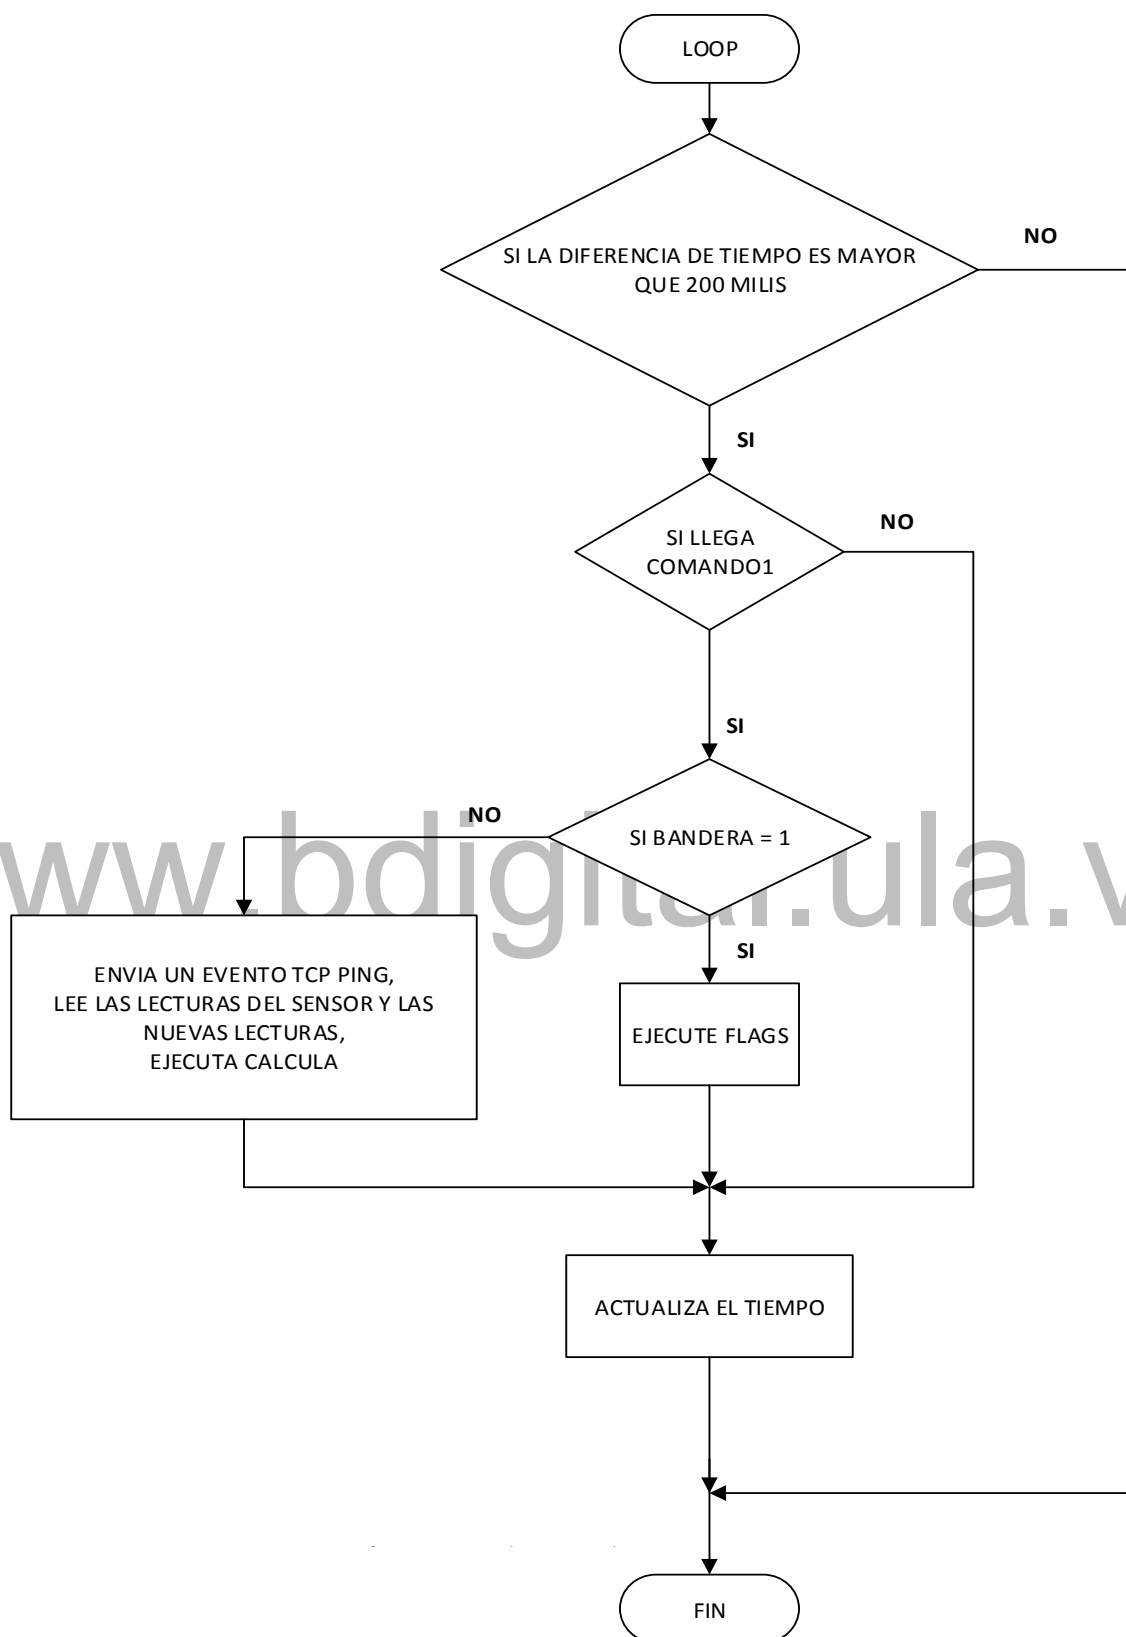 LOOP
SI LA DIFERENCIA DE TIEMPO ES MAYOR
QUE 200 MILIS
NO
SI
SI LLEGA
COMANDO1
NO
SI
SI BANDERA = 1
NO
SI
ww.bdigital.ula.v
ENVIA UN EVENTO TCP PING,
LEE LAS LECTURAS DEL SENSOR Y LAS
NUEVAS LECTURAS,
EJECUTA CALCULA
EJECUTE FLAGS
ACTUALIZA EL TIEMPO
FIN